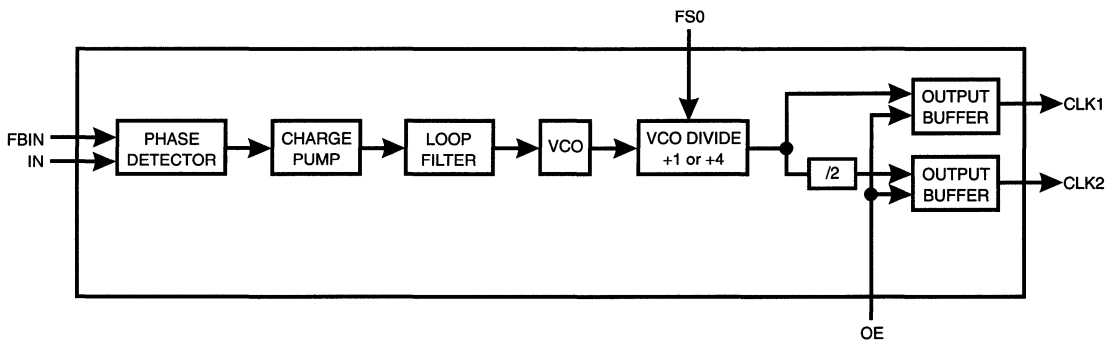 FS0
FBIN
IN
PHASE
DETECTOR
CHARGE
PUMP
LOOP
FILTER
VCO
VCO DIVIDE
+1 or +4
/2
OUTPUT
BUFFER
CLK1
OUTPUT
BUFFER
CLK2
OE